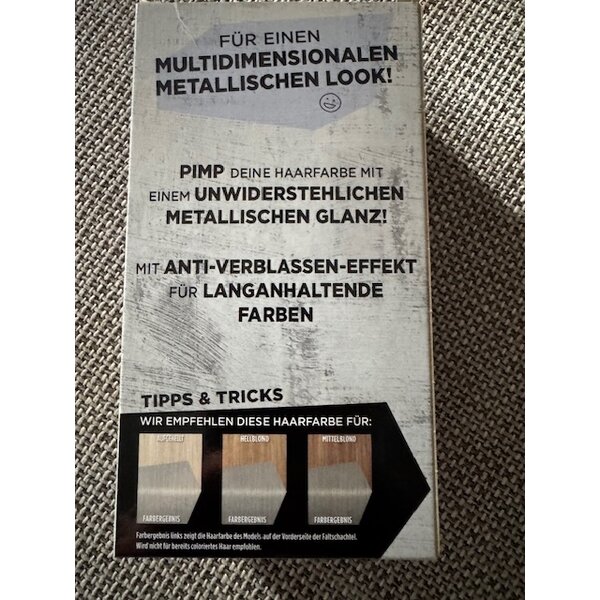 FÜR EINEN
MULTIDIMENSIONALEN
METALLISCHEN LOOK!
PIMP DEINE HAARFARBE MIT
EINEM UNWIDERSTEHLICHEN
METALLISCHEN GLANZ!
MIT ANTI-VERBLASSEN-EFFEKT
FÜR LANGANHALTENDE
FARBEN
TIPPS & TRICKS
WIR EMPFEHLEN DIESE HAARFARBE FÜR:
AUFGEHELLT HELLBLOND MITTELBLOND
FARBERGEBNIS FARBERGEBNIS FARBERGEBNIS
Farbergebnis links zeigt die Haarfarbe des Models auf der Vorderseite der Faltschachtel.
Wird nicht für bereits coloriertes Haar empfohlen.